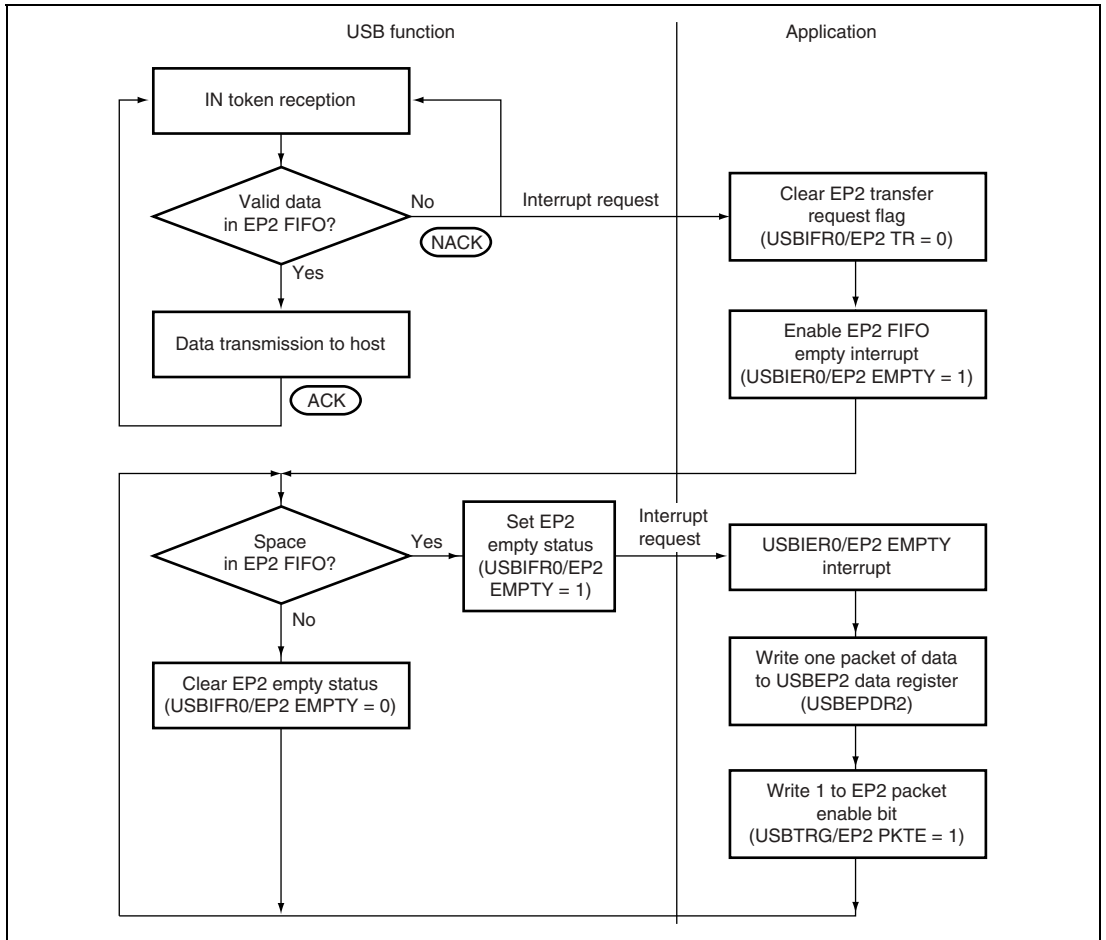 USB function
Application
IN token reception
Valid data
in EP2 FIFO?
No
Interrupt request
NACK
Yes
Data transmission to host
ACK
Clear EP2 transfer
request flag
(USBIFR0/EP2 TR = 0)
Enable EP2 FIFO
empty interrupt
(USBIER0/EP2 EMPTY = 1)
Space
in EP2 FIFO?
Yes
Set EP2
empty status
(USBIFR0/EP2
EMPTY = 1)
Interrupt
request
USBIER0/EP2 EMPTY
interrupt
No
Clear EP2 empty status
(USBIFR0/EP2 EMPTY = 0)
Write one packet of data
to USBEP2 data register
(USBEPDR2)
Write 1 to EP2 packet
enable bit
(USBTRG/EP2 PKTE = 1)